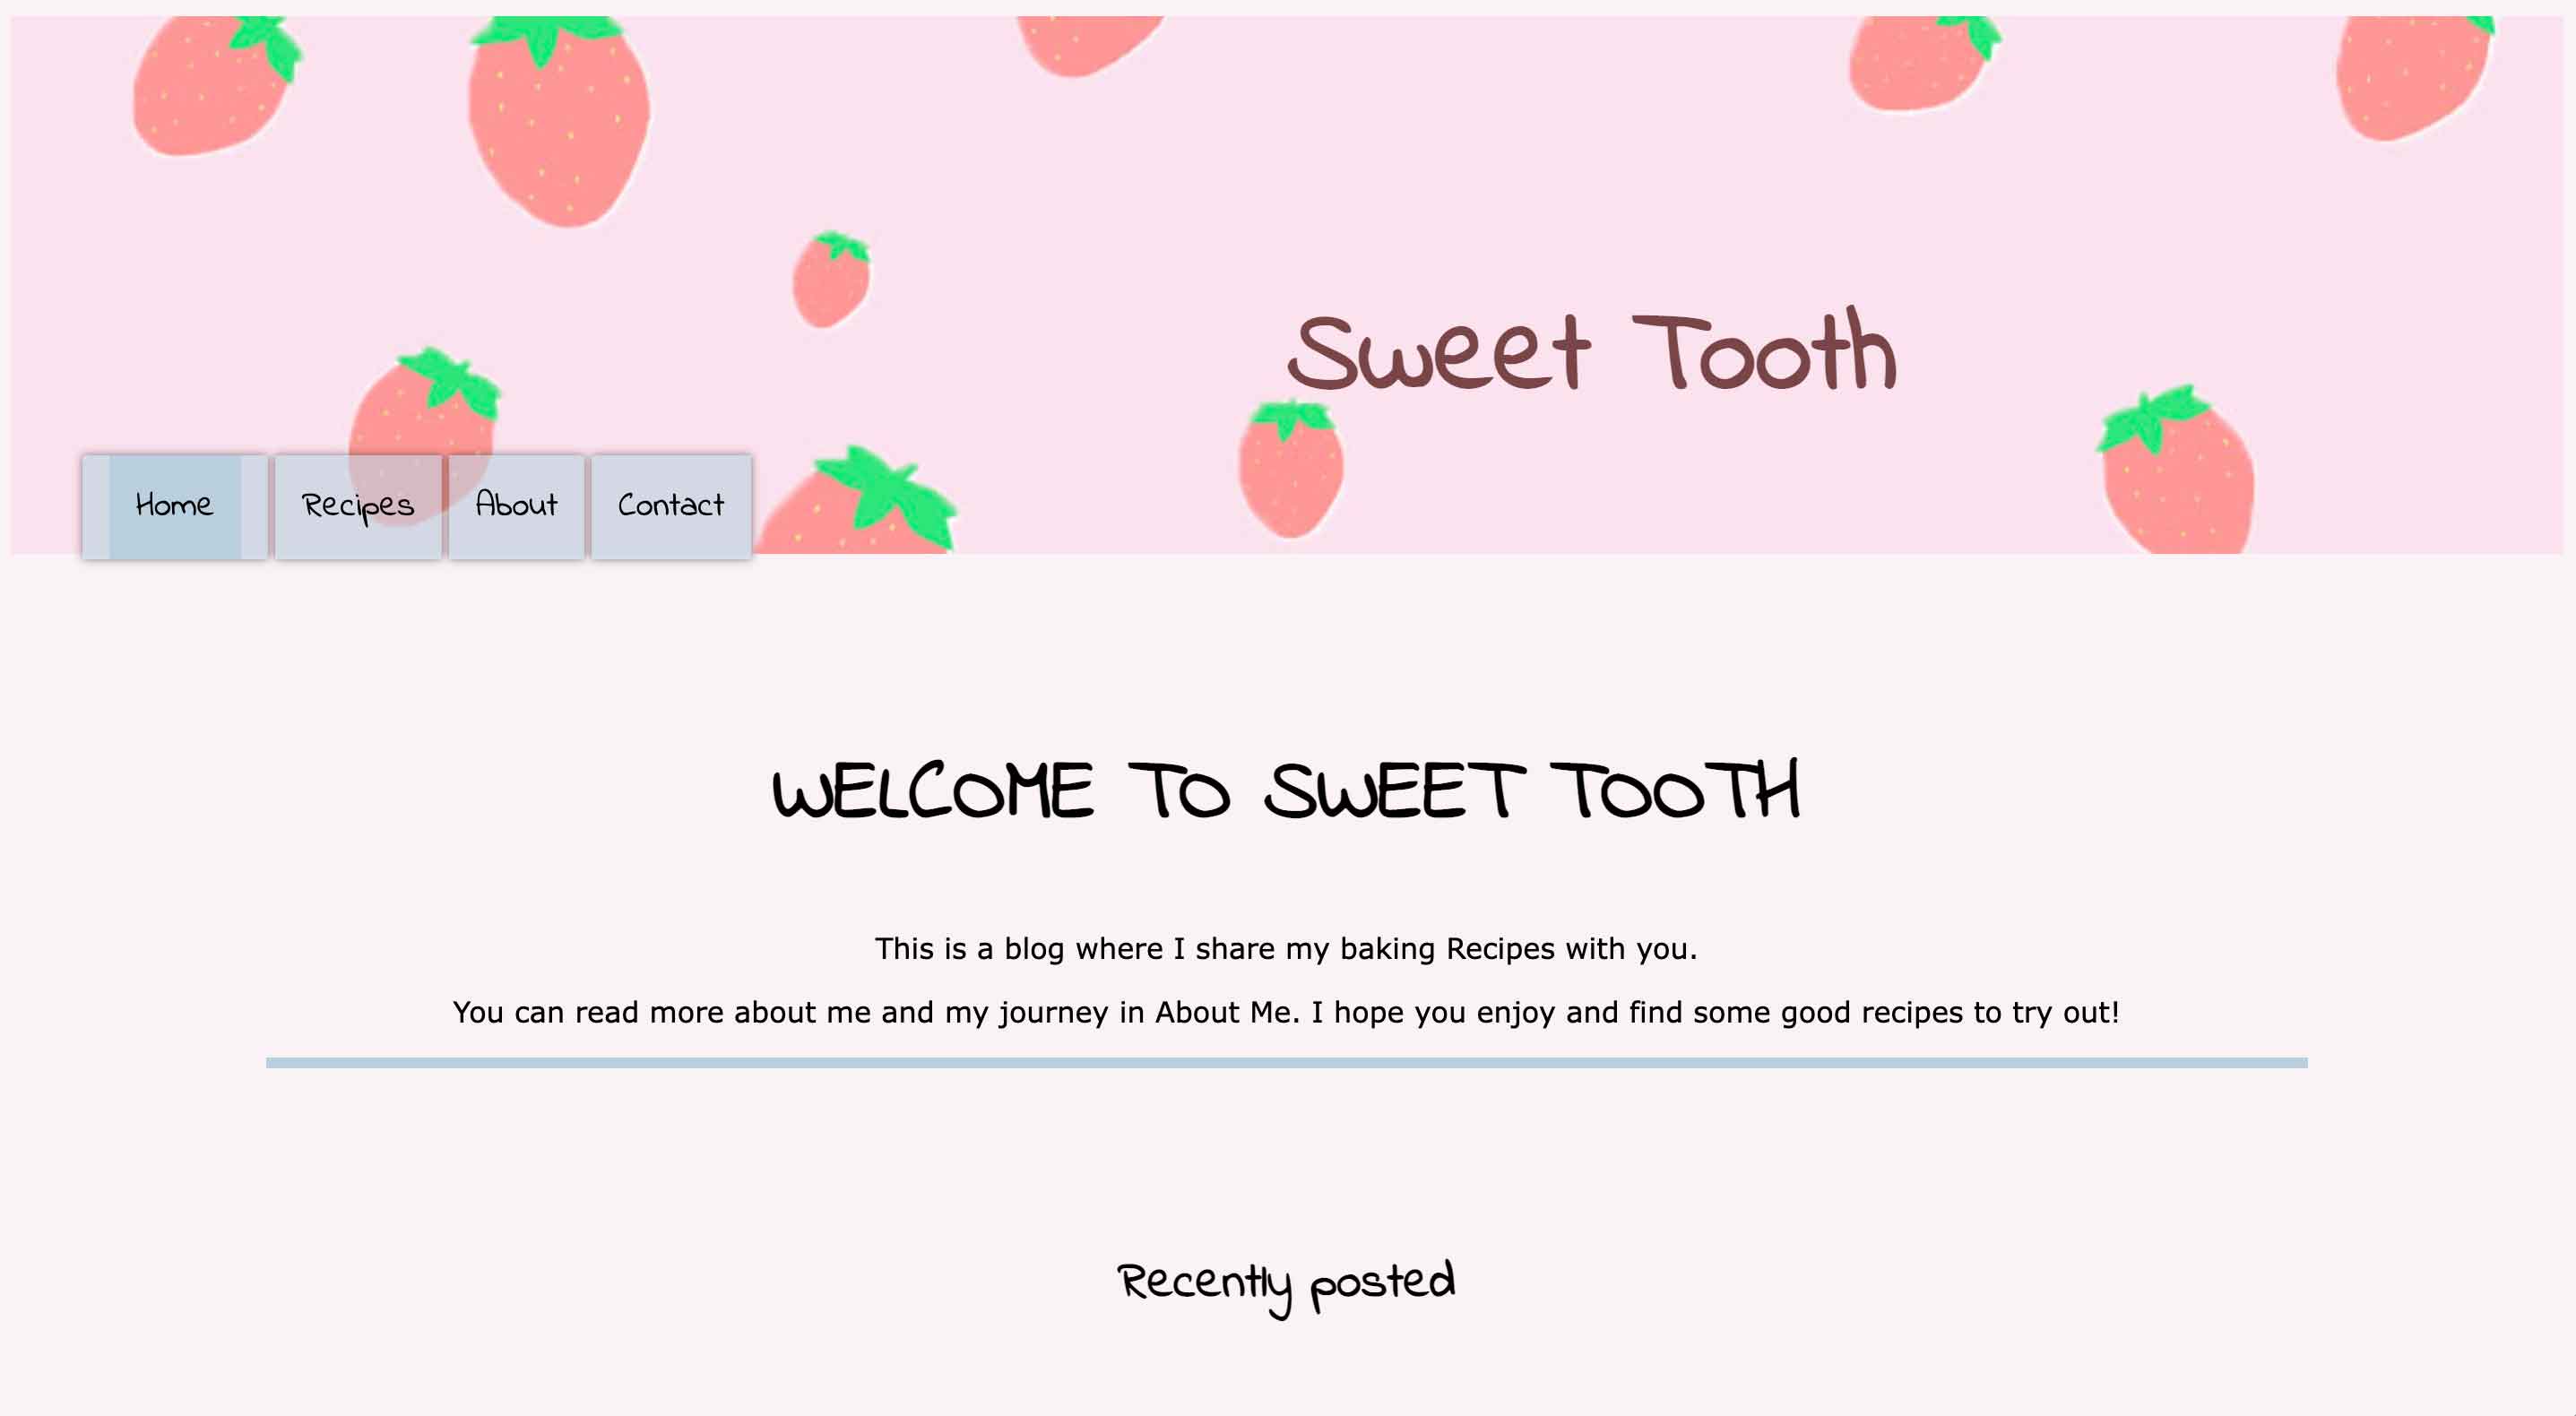 Sweet Tooth
Home Recipes About Contact
WELCOME TO SWEET TOOTH
This is a blog where I share my baking Recipes with you.
You can read more about me and my journey in About Me. I hope you enjoy and find some good recipes to try out!
Recently posted